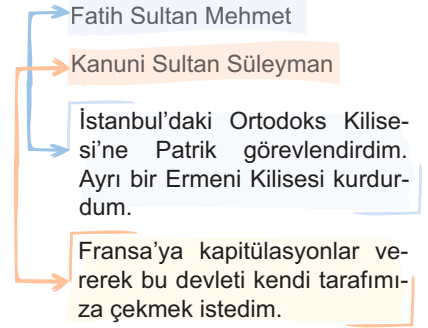 Fatih Sultan Mehmet
Kanuni Sultan Süleyman
İstanbul'daki Ortodoks Kilise-
si'ne Patrik görevlendirdim.
Ayrı bir Ermeni Kilisesi kurdur-
dum.
Fransa'ya kapitülasyonlar ve-
rerek bu devleti kendi tarafımı-
za çekmek istedim.